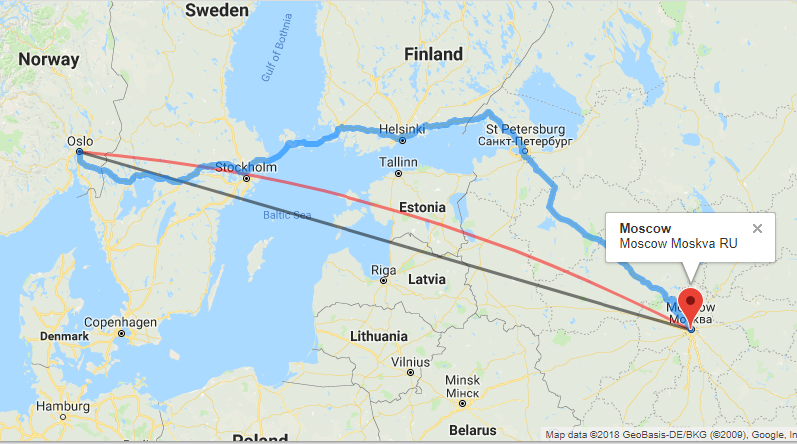 Sweden
Norway
Gulf of Bothnia
Finland
Oslo
Helsinki
St Petersburg
Санкт-Петербург
Stockholm
Tallinn
Estonia
Baltic Sea
Moscow
Moscow Moskva RU
Riga
Latvia
Moscow
Москва
Copenhagen
Denmark
Lithuania
Vilnius
Minsk
Мінск
Hamburg
Belarus
Poland
Map data ©2018 GeoBasis-DE/BKG (©2009), Google, In